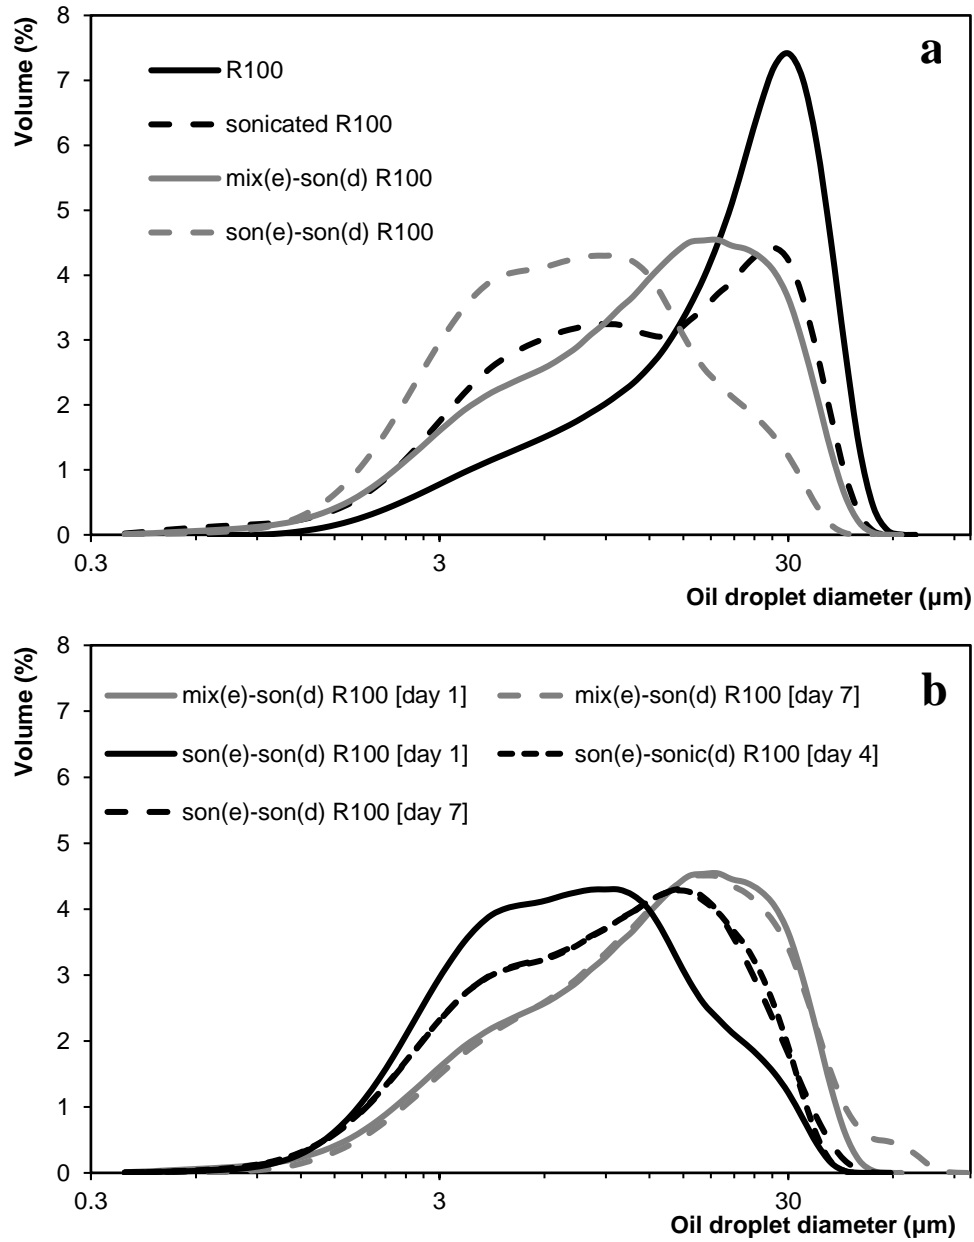 8
7
6
5
4
3
2
1
0
Volume (%)
a
R100
sonicated R100
mix(e)-son(d) R100
son(e)-son(d) R100
0.3
3
30
Oil droplet diameter (µm)
8
7
6
5
4
3
2
1
0
Volume (%)
b
mix(e)-son(d) R100 [day 1]
mix(e)-son(d) R100 [day 7]
son(e)-son(d) R100 [day 1]
son(e)-sonic(d) R100 [day 4]
son(e)-son(d) R100 [day 7]
0.3
3
30
Oil droplet diameter (µm)